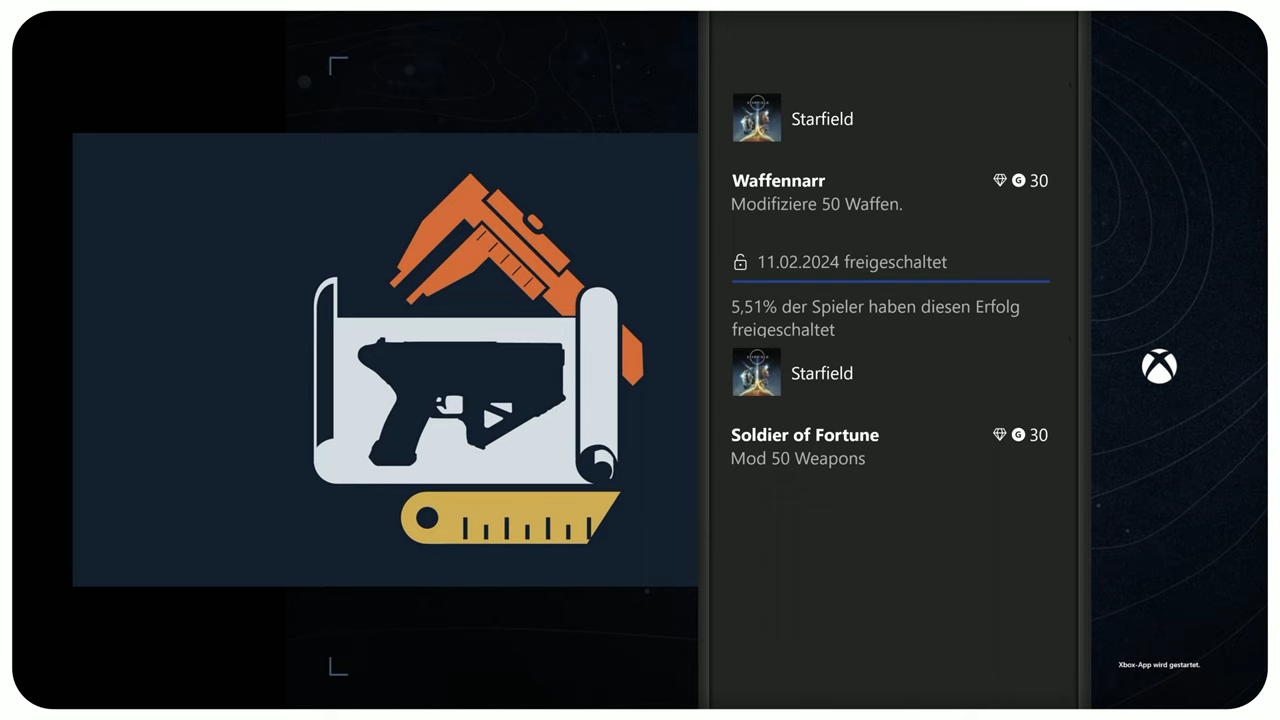 Starfield
Waffennarr
G 30
Modifiziere 50 Waffen.
11.02.2024 freigeschaltet
5,51% der Spieler haben diesen Erfolg
freigeschaltet
Starfield
Soldier of Fortune
G 30
Mod 50 Weapons
Xbox-App wird gestartet.